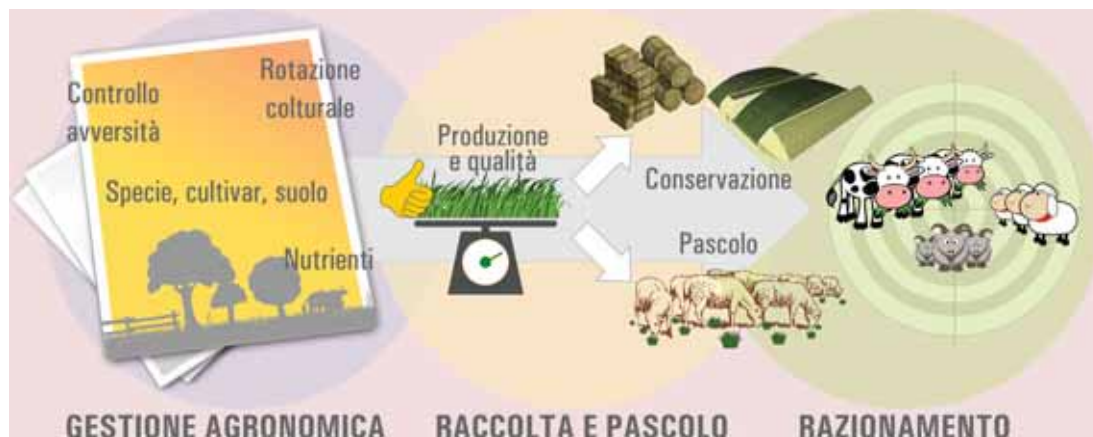 Controllo
avversità
Rotazione
colturale
Specie, cultivar, suolo
Nutrienti
Produzione
e qualità
Conservazione
Pascolo
GESTIONE AGRONOMICA
RACCOLTA E PASCOLO
RAZIONAMENTO